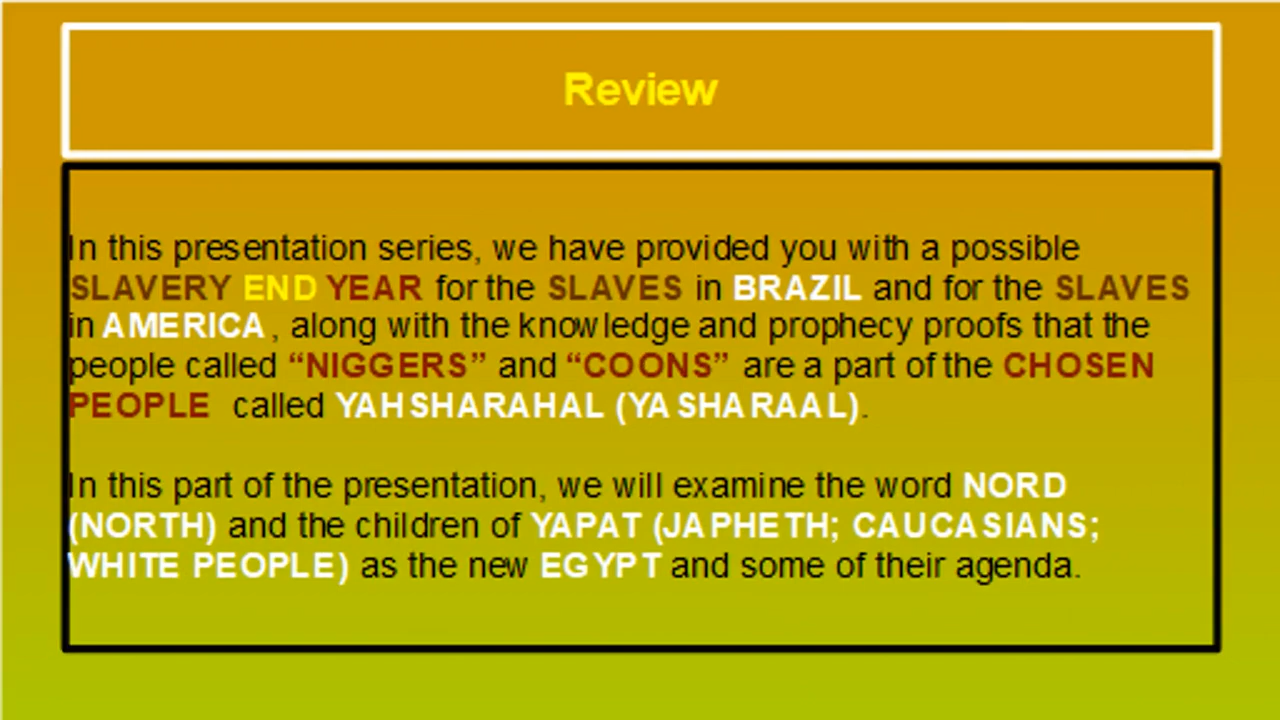 Review
In this presentation series, we have provided you with a possible
SLAVERY END YEAR for the SLAVES in BRAZIL and for the SLAVES
in AMERICA, along with the knowledge and prophecy proofs that the
people called “NIGGERS” and “COONS” are a part of the CHOSEN
PEOPLE called YAHSHARAHAL (YASHARAAL).
In this part of the presentation, we will examine the word NORD
(NORTH) and the children of YAPAT (JAPHETH; CAUCASIANS;
WHITE PEOPLE) as the new EGYPT and some of their agenda.